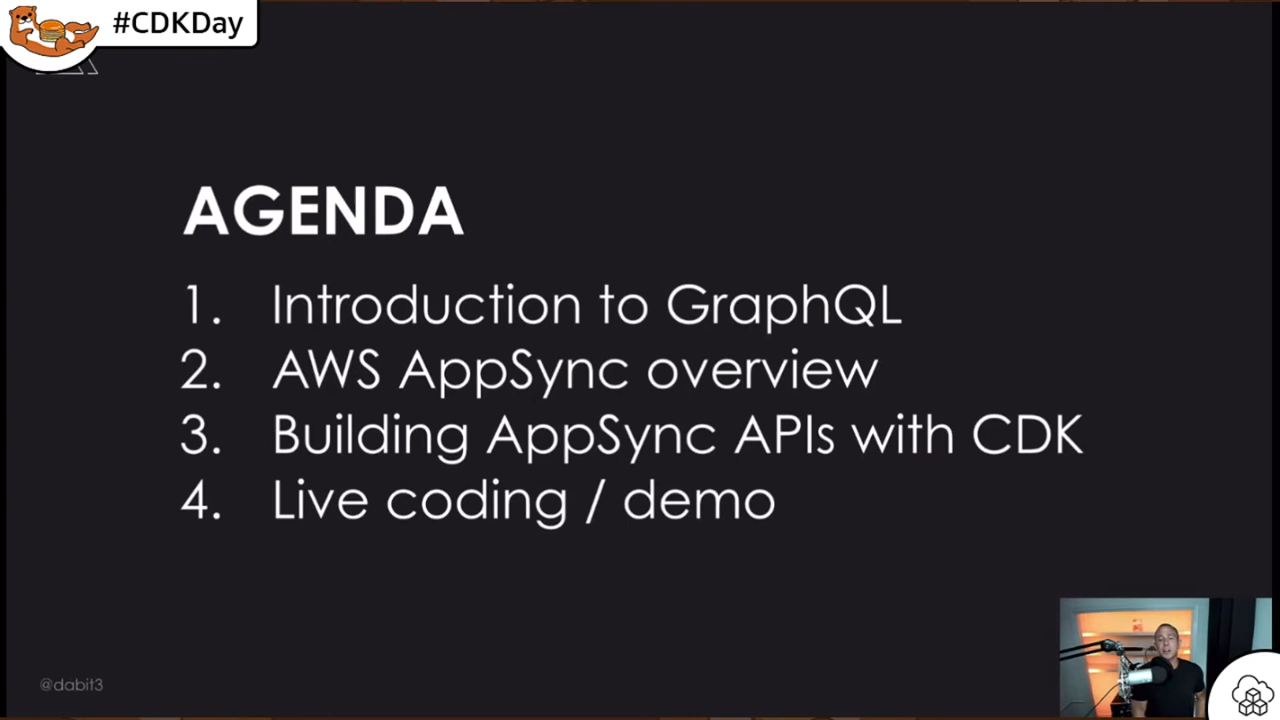 #CDKDay
AGENDA
1. Introduction to GraphQL
2. AWS AppSync overview
3. Building AppSync APIs with CDK
4. Live coding / demo
@dabit3